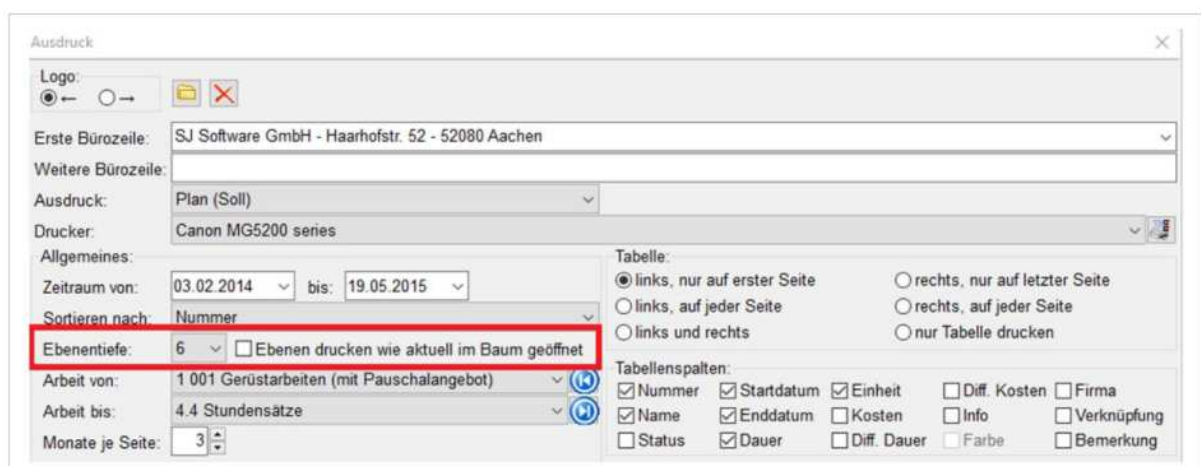 Ausdruck
Logo:
Erste Bürozeile: SJ Software GmbH - Haarhofstr. 52 - 52080 Aachen
Weitere Bürozeile:
Ausdruck: Plan (Soll)
Drucker: Canon MG5200 series
Allgemeines:
Zeitraum von: 03.02.2014 bis: 19.05.2015
Sortieren nach: Nummer
Ebenentiefe: 6 Ebenen drucken wie aktuell im Baum geöffnet
Arbeit von: 1 001 Gerüstarbeiten (mit Pauschalangebot)
Arbeit bis: 4.4 Stundensätze
Monate je Seite: 3
Tabelle:
links, nur auf erster Seite rechts, nur auf letzter Seite
links, auf jeder Seite rechts, auf jeder Seite
links und rechts nur Tabelle drucken
Tabellenspalten:
Nummer Startdatum Einheit Diff. Kosten Firma
Name Enddatum Kosten Info Verknüpfung
Status Dauer Diff. Dauer Farbe Bemerkung